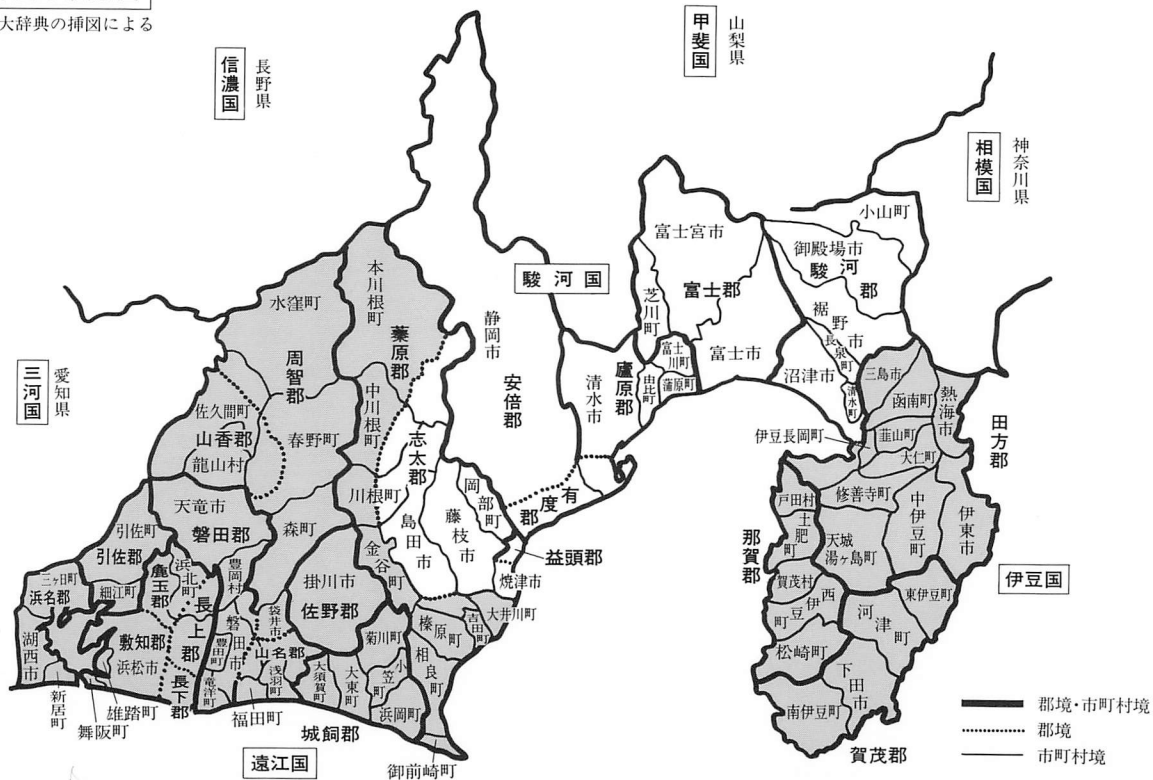 大辞典の挿図による
信濃国
長野県
甲斐国
山梨県
相模国
神奈川県
三河国
愛知県
駿河国
遠江国
伊豆国
水窪町
本川根町
周智郡
蓁原郡
静岡市
安倍郡
佐久間町
山香郡
龍山村
春野町
中川根町
志太郡
川根町
天竜市
磐田郡
森町
引佐町
引佐郡
麁玉郡
浜北町
豊岡村
三ヶ日町
浜名郡
細江町
長上郡
敷知郡
浜松市
長下郡
湖西市
新居町
舞阪町
雄踏町
豊田町
磐田市
竜洋町
福田町
袋井市
山名郡
浅羽町
掛川市
佐野郡
大須賀町
大東町
菊川町
小笠町
浜岡町
城飼郡
御前崎町
相良町
榛原町
吉田町
金谷町
島田市
藤枝市
岡部町
益頭郡
焼津市
大井川町
有度郡
清水市
廬原郡
由比町
蒲原町
富士川町
芝川町
富士宮市
富士郡
富士市
小山町
御殿場市
駿河郡
裾野市
長泉町
沼津市
清水町
三島市
函南町
熱海市
田方郡
伊豆長岡町
韮山町
大仁町
戸田村
修善寺町
中伊豆町
伊東市
土肥町
天城湯ヶ島町
那賀郡
賀茂村
西伊豆町
東伊豆町
河津町
松崎町
下田市
南伊豆町
賀茂郡
郡境・市町村境
郡境
市町村境